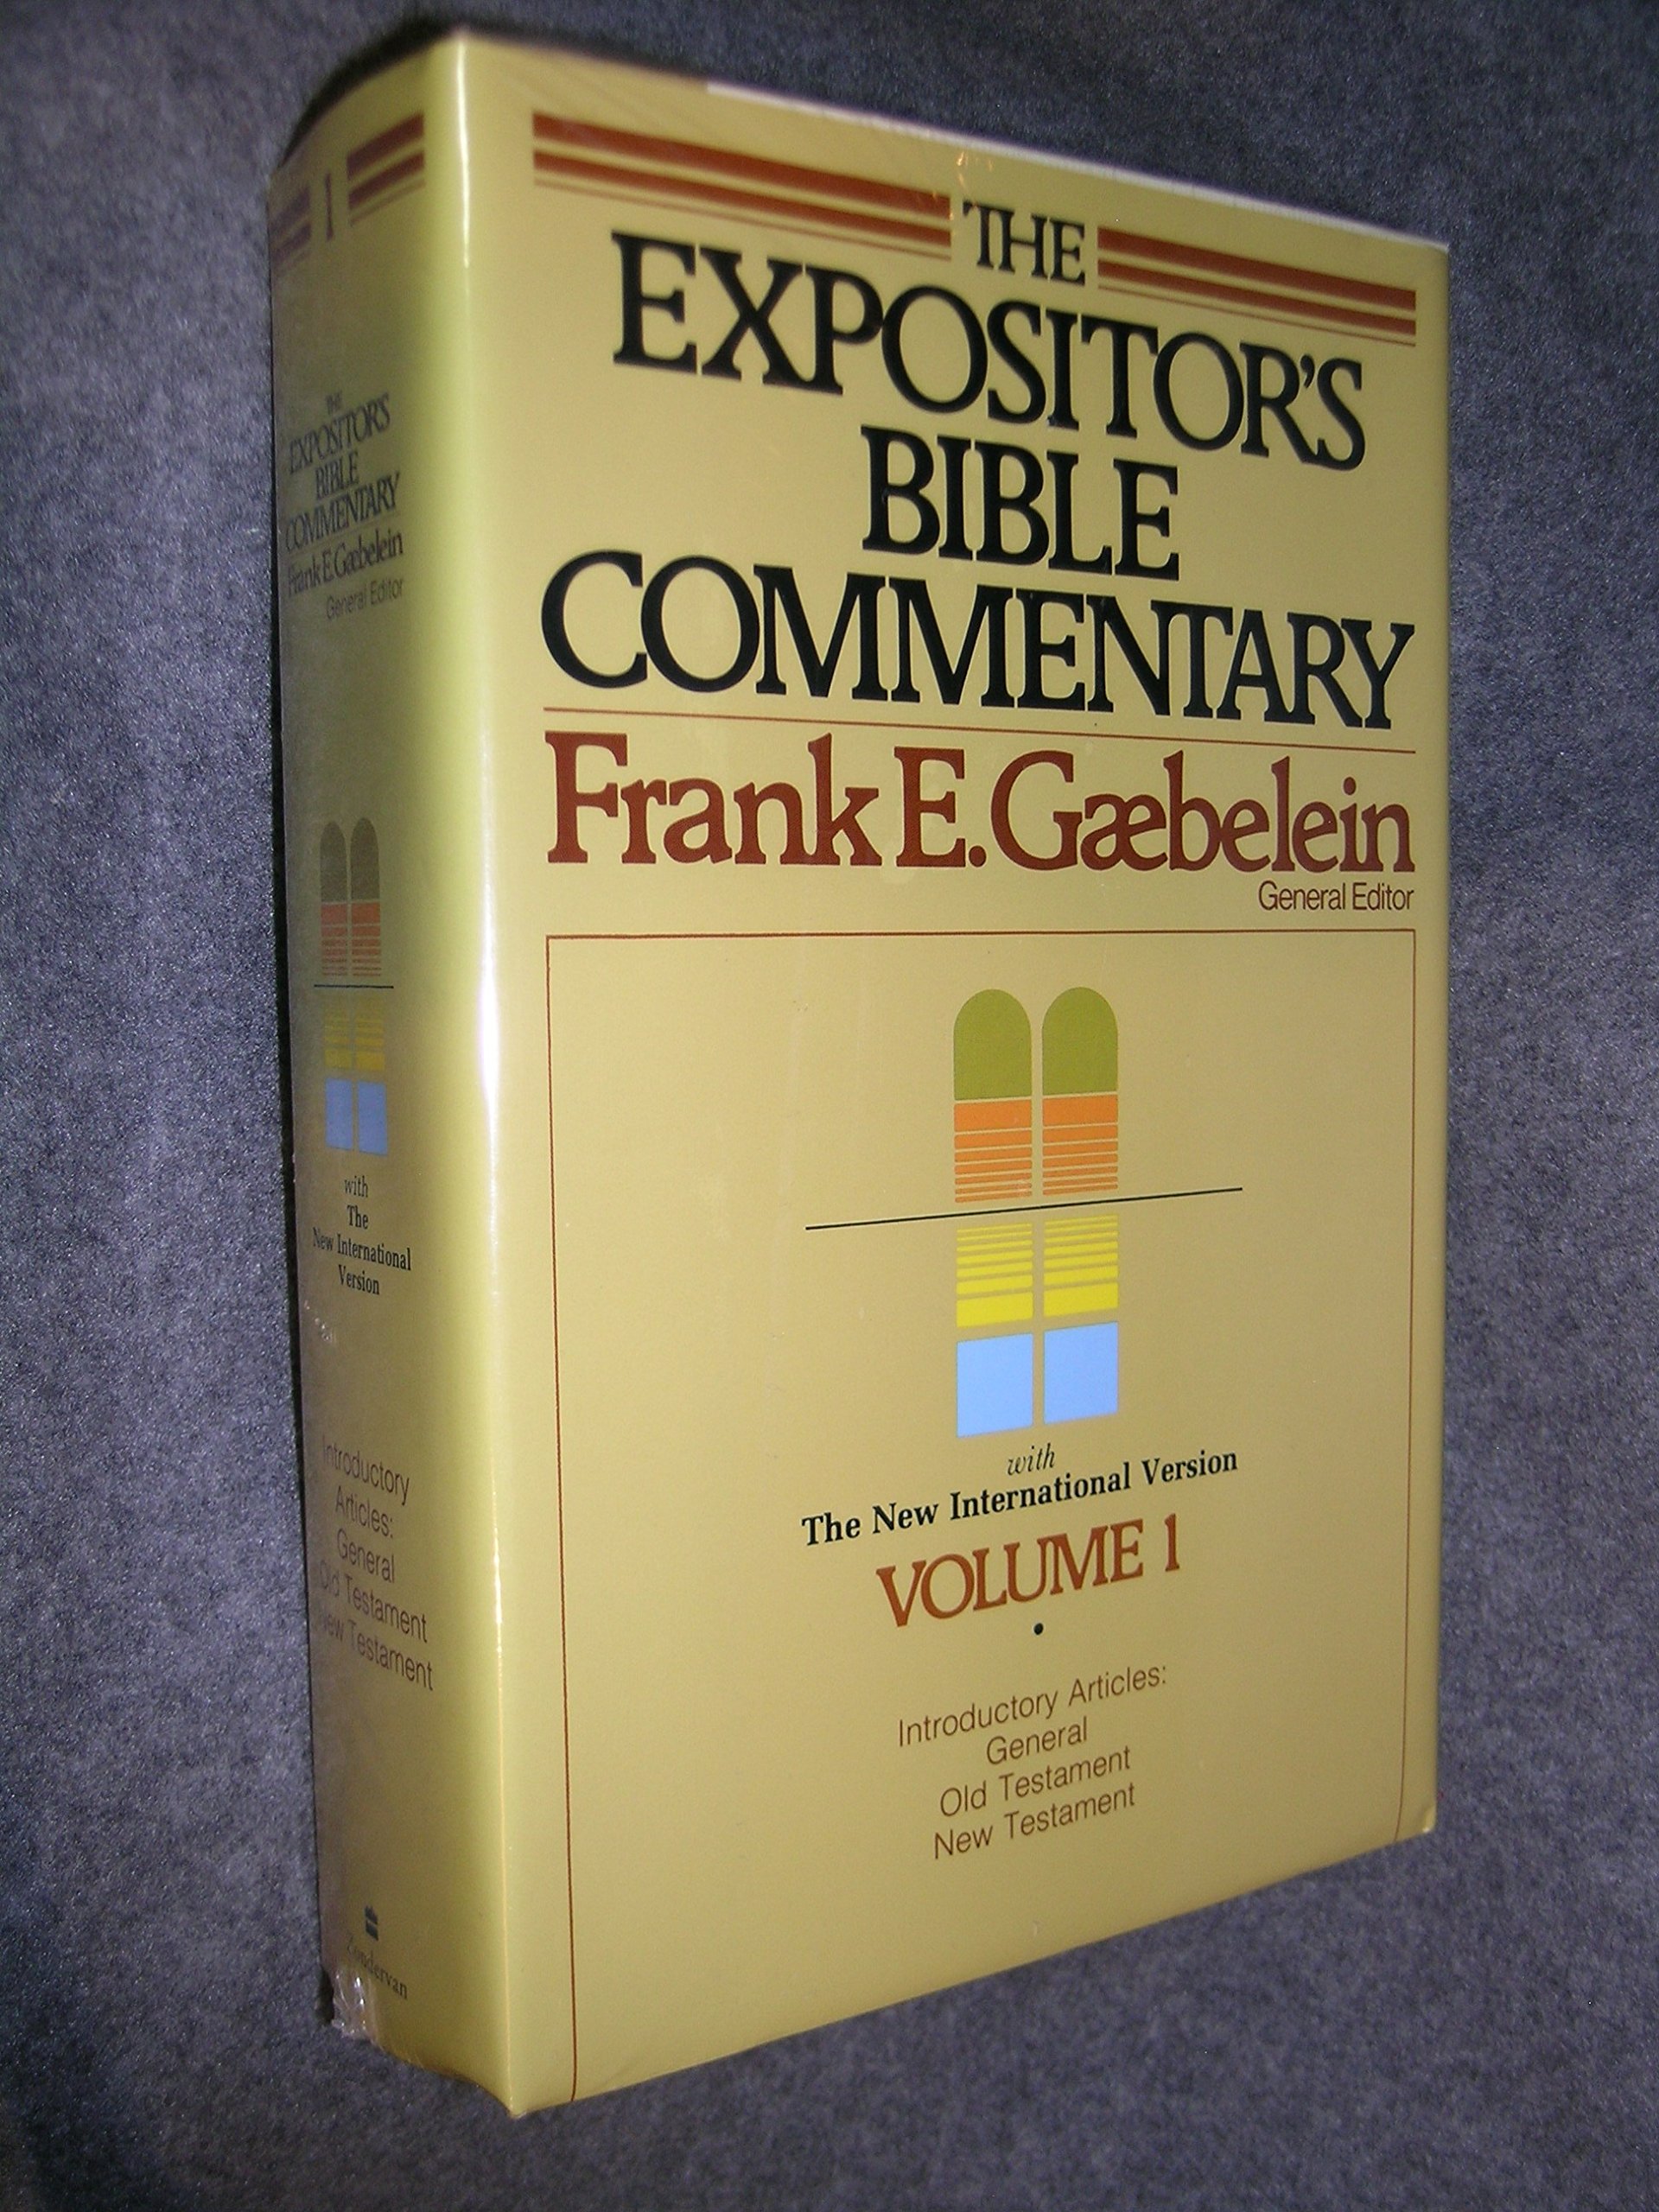 1
THE
EXPOSITOR'S
BIBLE
COMMENTARY
Frank E. Gæbelein
General Editor
with
The
New International
Version
Introductory
Articles:
General
Old Testament
New Testament
Zondervan
THE
EXPOSITOR'S
BIBLE
COMMENTARY
Frank E. Gæbelein
General Editor
with
The New International Version
VOLUME 1
Introductory Articles:
General
Old Testament
New Testament